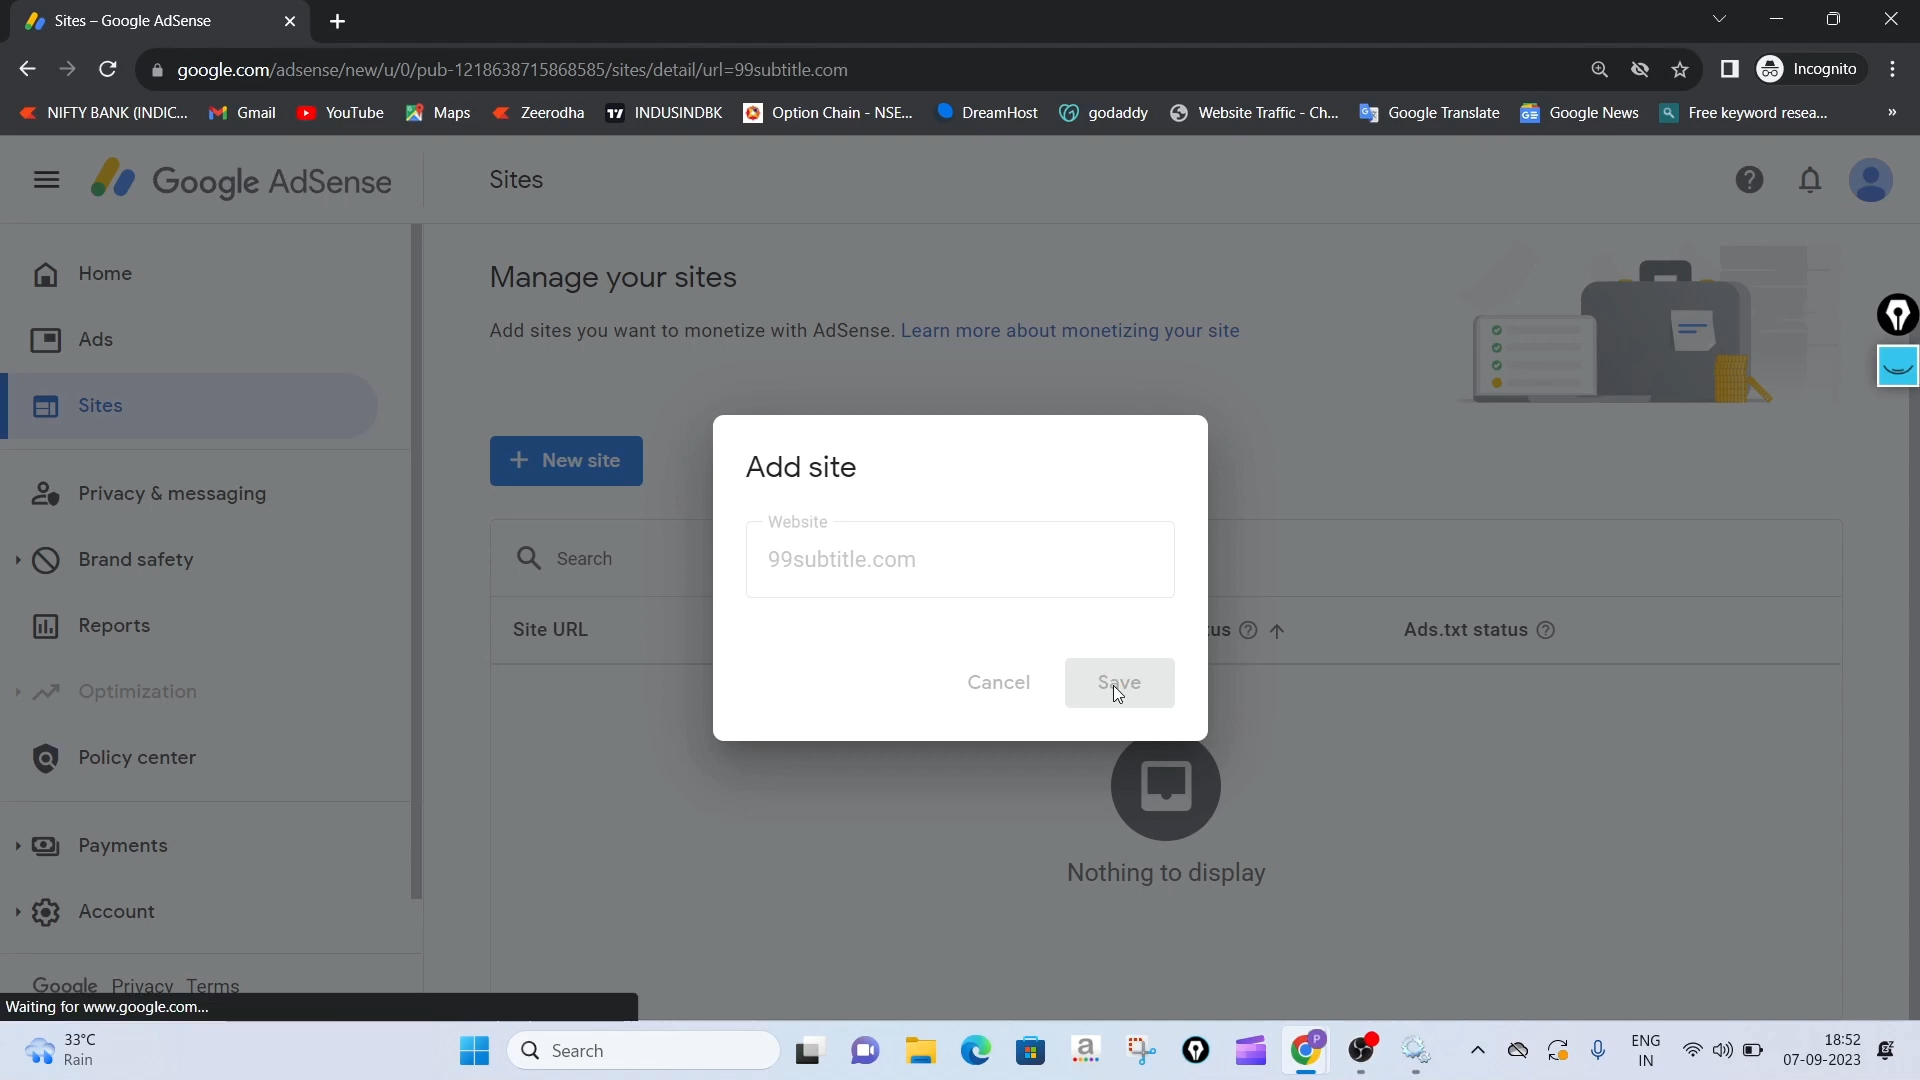 Sites – Google AdSense
google.com/adsense/new/u/0/pub-1218638715868585/sites/detail/url=99subtitle.com
Incognito
NIFTY BANK (INDIC...
Gmail
YouTube
Maps
Zeerodha
INDUSINDBK
Option Chain - NSE...
DreamHost
godaddy
Website Traffic - Ch...
Google Translate
Google News
Free keyword resea...
»
Google AdSense
Sites
Home
Ads
Sites
Privacy & messaging
Brand safety
Reports
Optimization
Policy center
Payments
Account
Google Privacy Terms
Manage your sites
Add sites you want to monetize with AdSense. Learn more about monetizing your site
+ New site
Search
Site URL
tus
Ads.txt status
Nothing to display
Add site
Website
99subtitle.com
Cancel
Save
Waiting for www.google.com...
33°C
Rain
Search
ENG
IN
18:52
07-09-2023